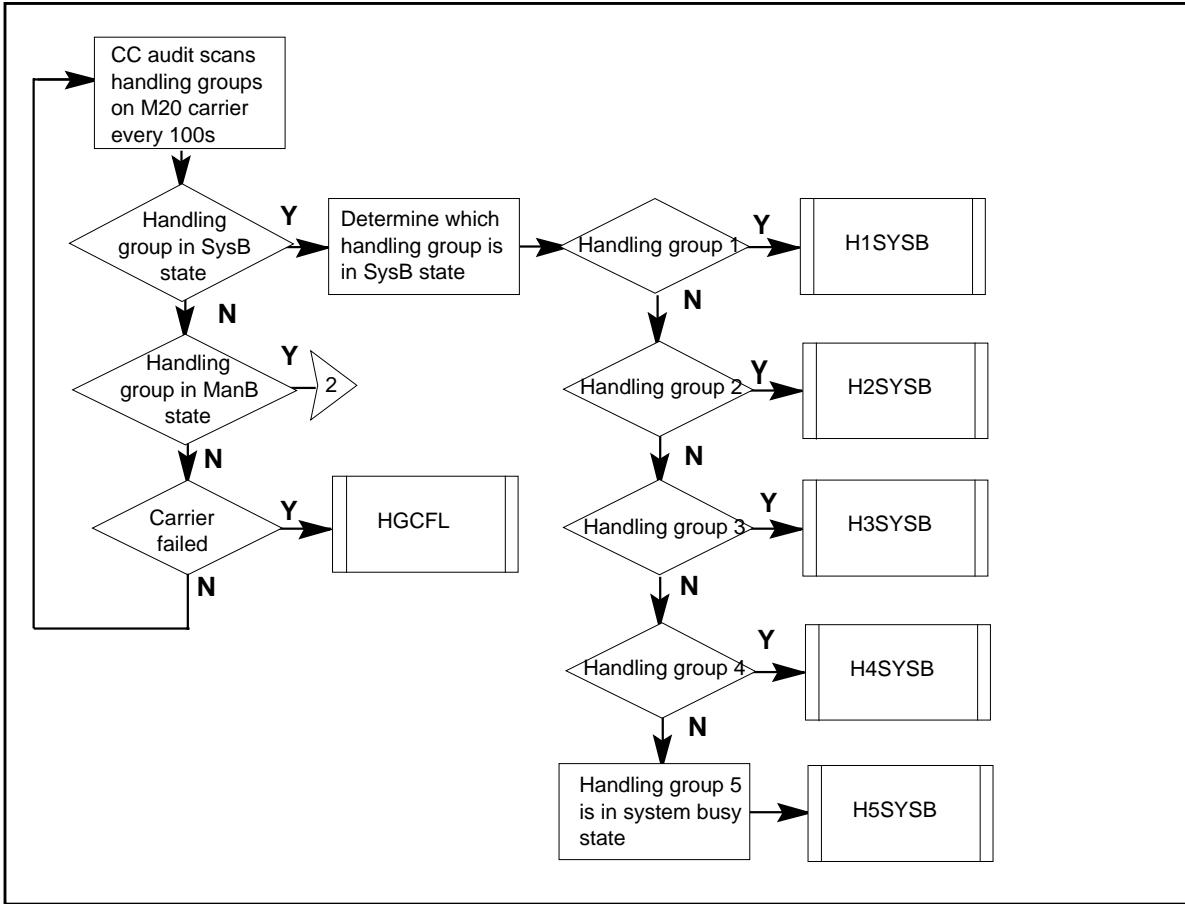 CC audit scans
handling groups
on M20 carrier
every 100s
Handling
group in SysB
state
Y
N
Determine which
handling group is
in SysB state
Handling group 1
Y
N
H1SYSB
Handling
group in ManB
state
Y
N
2
Handling group 2
Y
N
H2SYSB
Carrier
failed
Y
N
HGCFL
Handling group 3
Y
N
H3SYSB
Handling group 4
Y
N
H4SYSB
Handling group 5
is in system busy
state
H5SYSB